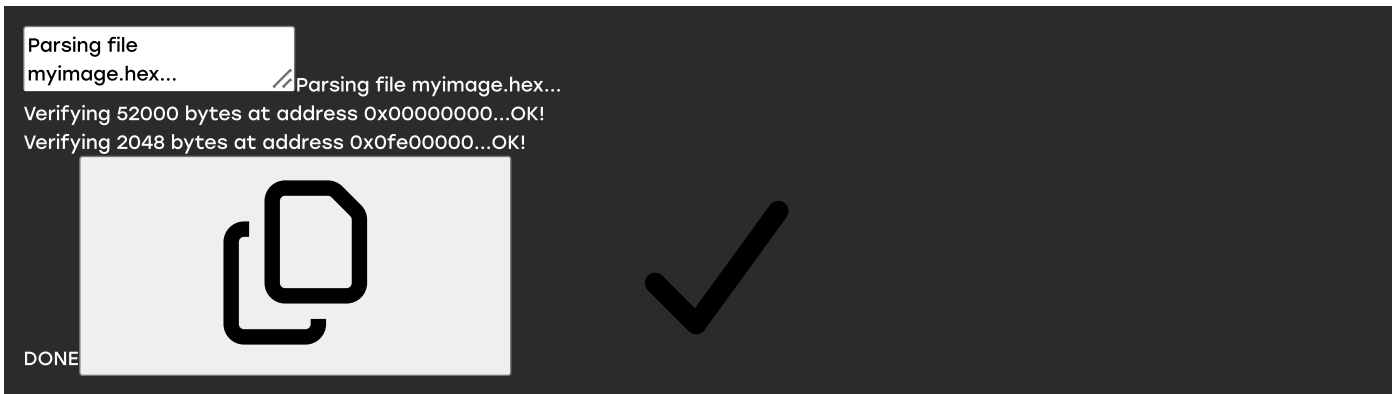 Parsing file
myimage.hex...
Parsing file myimage.hex...
Verifying 52000 bytes at address 0x00000000...OK!
Verifying 2048 bytes at address 0x0fe00000...OK!
DONE